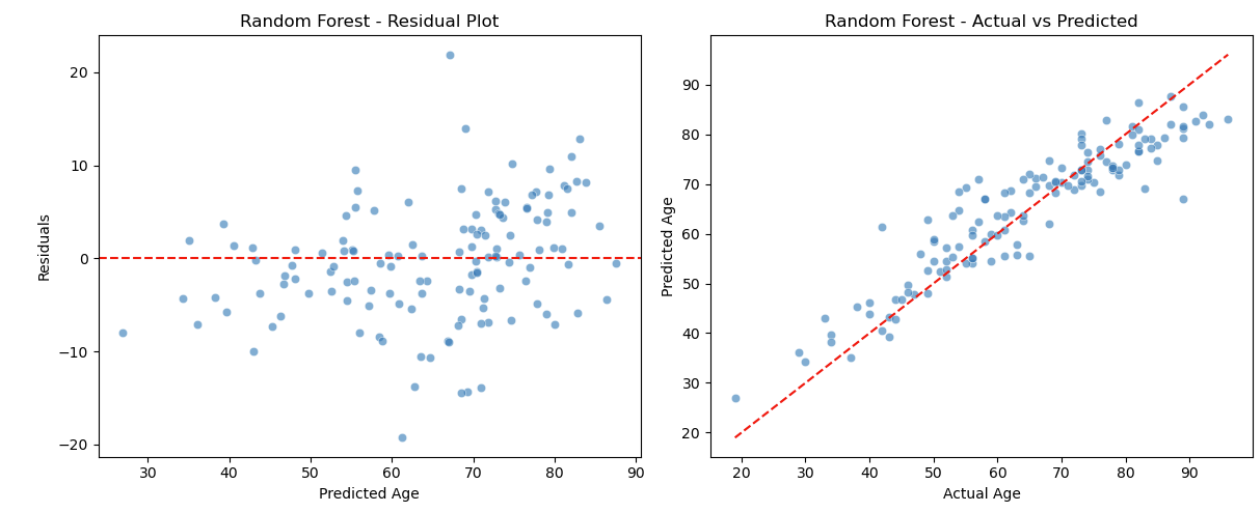 Random Forest - Residual Plot
Residuals
20
10
0
−10
−20
30 40 50 60 70 80 90
Predicted Age
Random Forest - Actual vs Predicted
Predicted Age
90
80
70
60
50
40
30
20
20 30 40 50 60 70 80 90
Actual Age